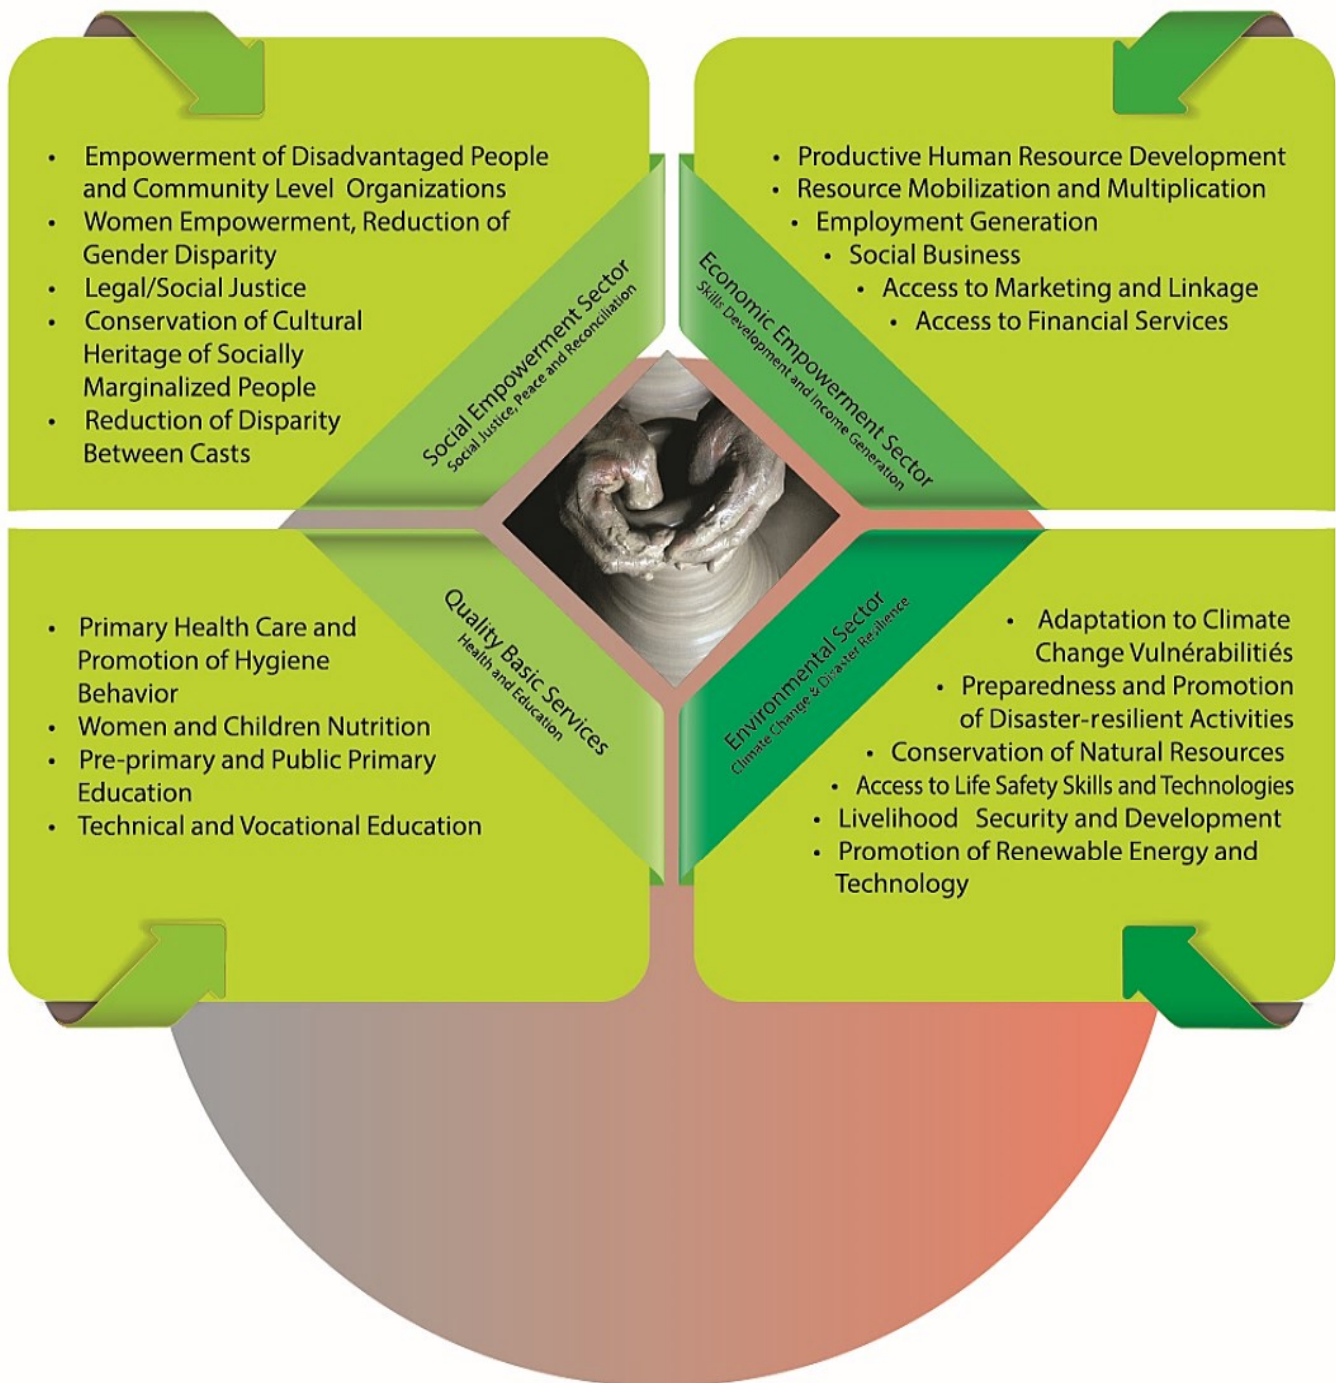 • Empowerment of Disadvantaged People
and Community Level Organizations
• Women Empowerment, Reduction of
Gender Disparity
• Legal/Social Justice
• Conservation of Cultural
Heritage of Socially
Marginalized People
• Reduction of Disparity
Between Casts
Social Empowerment Sector
Social Justice, Peace and Reconciliation
• Productive Human Resource Development
• Resource Mobilization and Multiplication
• Employment Generation
• Social Business
• Access to Marketing and Linkage
• Access to Financial Services
Economic Empowerment Sector
Skills Development and Income Generation
• Primary Health Care and
Promotion of Hygiene
Behavior
• Women and Children Nutrition
• Pre-primary and Public Primary
Education
• Technical and Vocational Education
Quality Basic Services
Health and Education
Environmental Sector
Climate Change & Disaster Resilience
• Adaptation to Climate
Change Vulnérabilitiés
• Preparedness and Promotion
of Disaster-resilient Activities
• Conservation of Natural Resources
• Access to Life Safety Skills and Technologies
• Livelihood Security and Development
• Promotion of Renewable Energy and
Technology